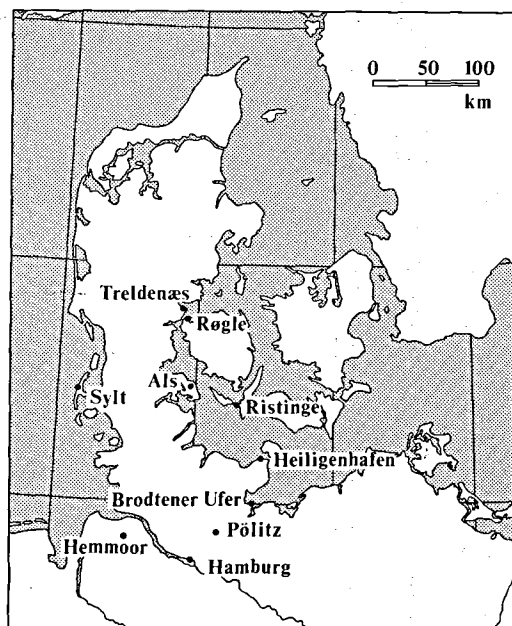 0 50 100
km
Treldenæs
Røgle
Als
Sylt
Ristinge
Heiligenhafen
Brodtener Ufer
Pölitz
Hemmoor
Hamburg